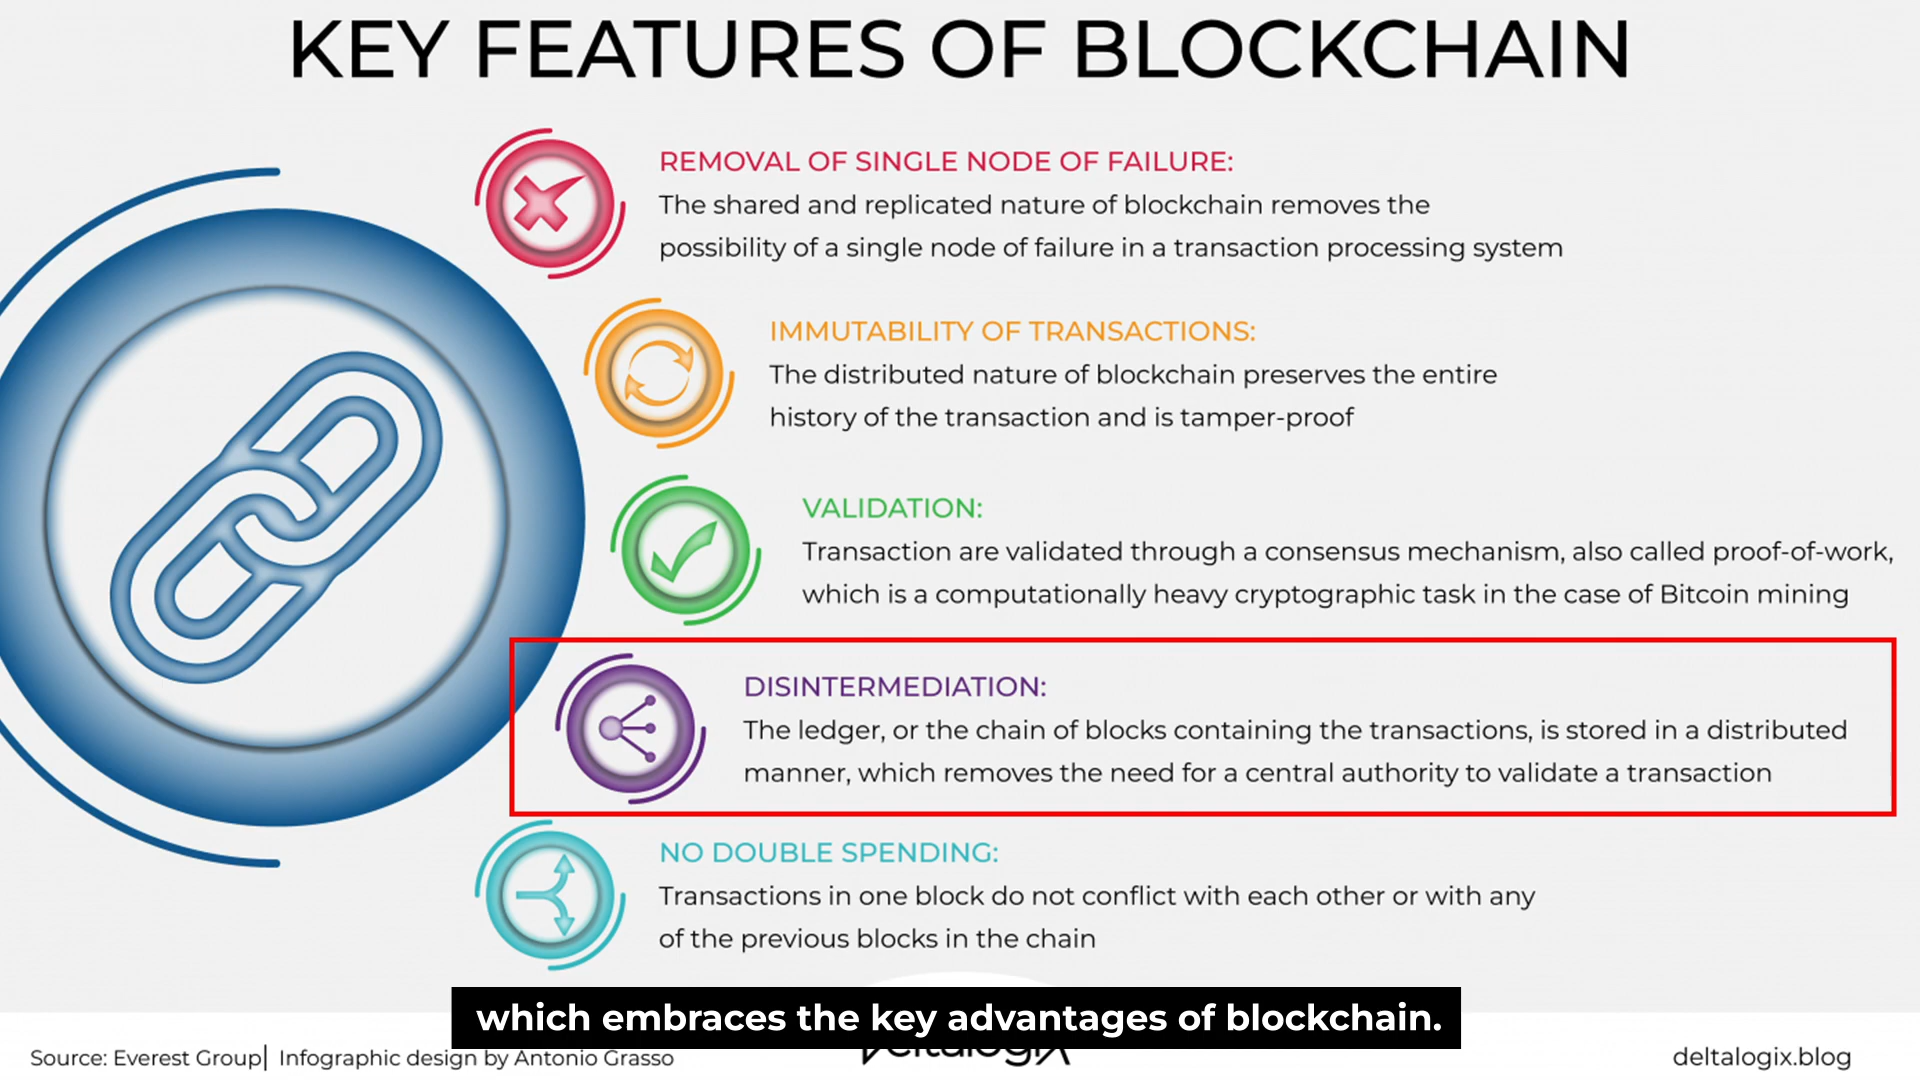 KEY FEATURES OF BLOCKCHAIN
REMOVAL OF SINGLE NODE OF FAILURE:
The shared and replicated nature of blockchain removes the
possibility of a single node of failure in a transaction processing system
IMMUTABILITY OF TRANSACTIONS:
The distributed nature of blockchain preserves the entire
history of the transaction and is tamper-proof
VALIDATION:
Transaction are validated through a consensus mechanism, also called proof-of-work,
which is a computationally heavy cryptographic task in the case of Bitcoin mining
DISINTERMEDIATION:
The ledger, or the chain of blocks containing the transactions, is stored in a distributed
manner, which removes the need for a central authority to validate a transaction
NO DOUBLE SPENDING:
Transactions in one block do not conflict with each other or with any
of the previous blocks in the chain
which embraces the key advantages of blockchain.
Source: Everest Group| Infographic design by Antonio Grasso
Deltalogix
deltalogix.blog